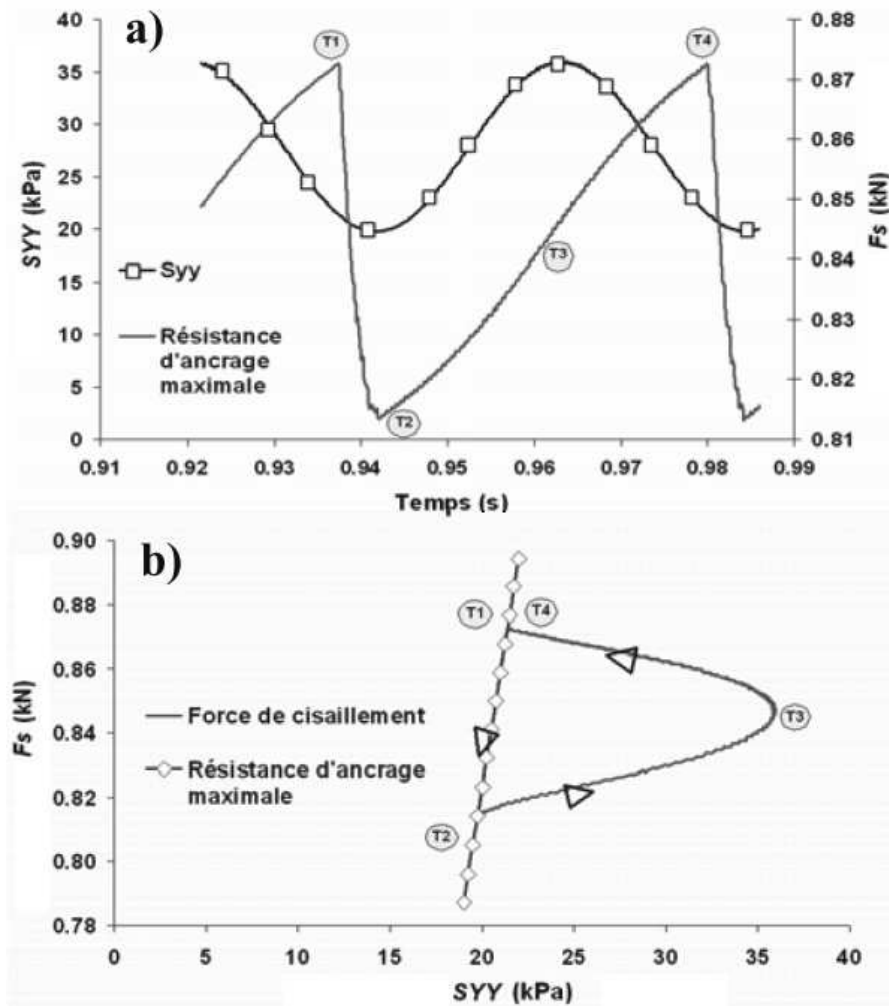 a)
40
35
30
25
20
15
10
5
0
SYY (kPa)
0.88
0.87
0.86
0.85
0.84
0.83
0.82
0.81
Fs (kN)
T1
T4
T3
T2
Syy
Résistance
d'ancrage
maximale
0.91 0.92 0.93 0.94 0.95 0.96 0.97 0.98 0.99
Temps (s)
b)
0.90
0.88
0.86
0.84
0.82
0.80
0.78
Fs (kN)
T1 T4
T3
T2
Force de cisaillement
Résistance d'ancrage
maximale
0 5 10 15 20 25 30 35 40
SYY (kPa)